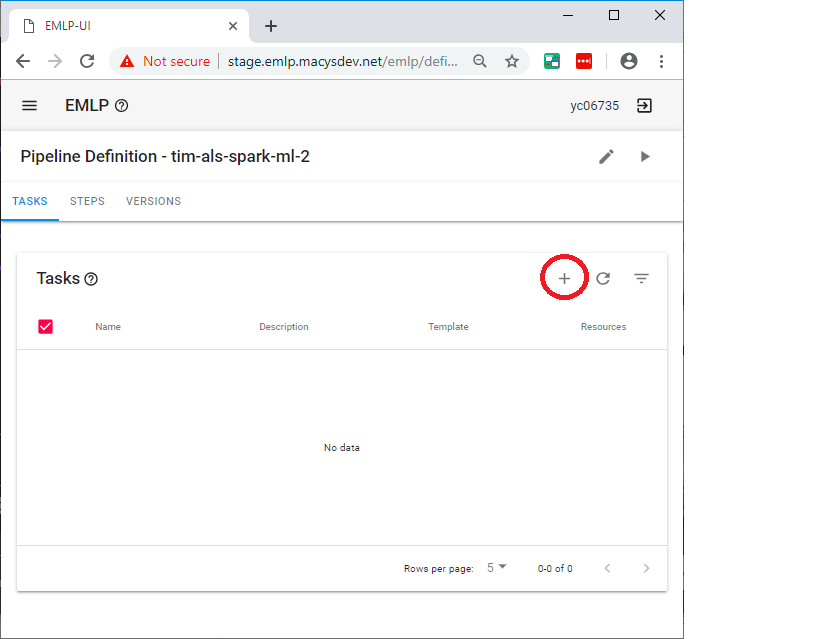 EMLP-UI
Not secure | stage.emlp.macysdev.net/emlp/defi...
EMLP
yc06735
Pipeline Definition - tim-als-spark-ml-2
TASKS STEPS VERSIONS
Tasks
Name Description Template Resources
No data
Rows per page: 5 0-0 of 0